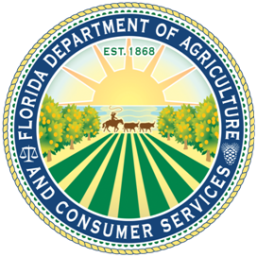 FLORIDA DEPARTMENT OF AGRICULTURE
EST. 1868
AND CONSUMER SERVICES